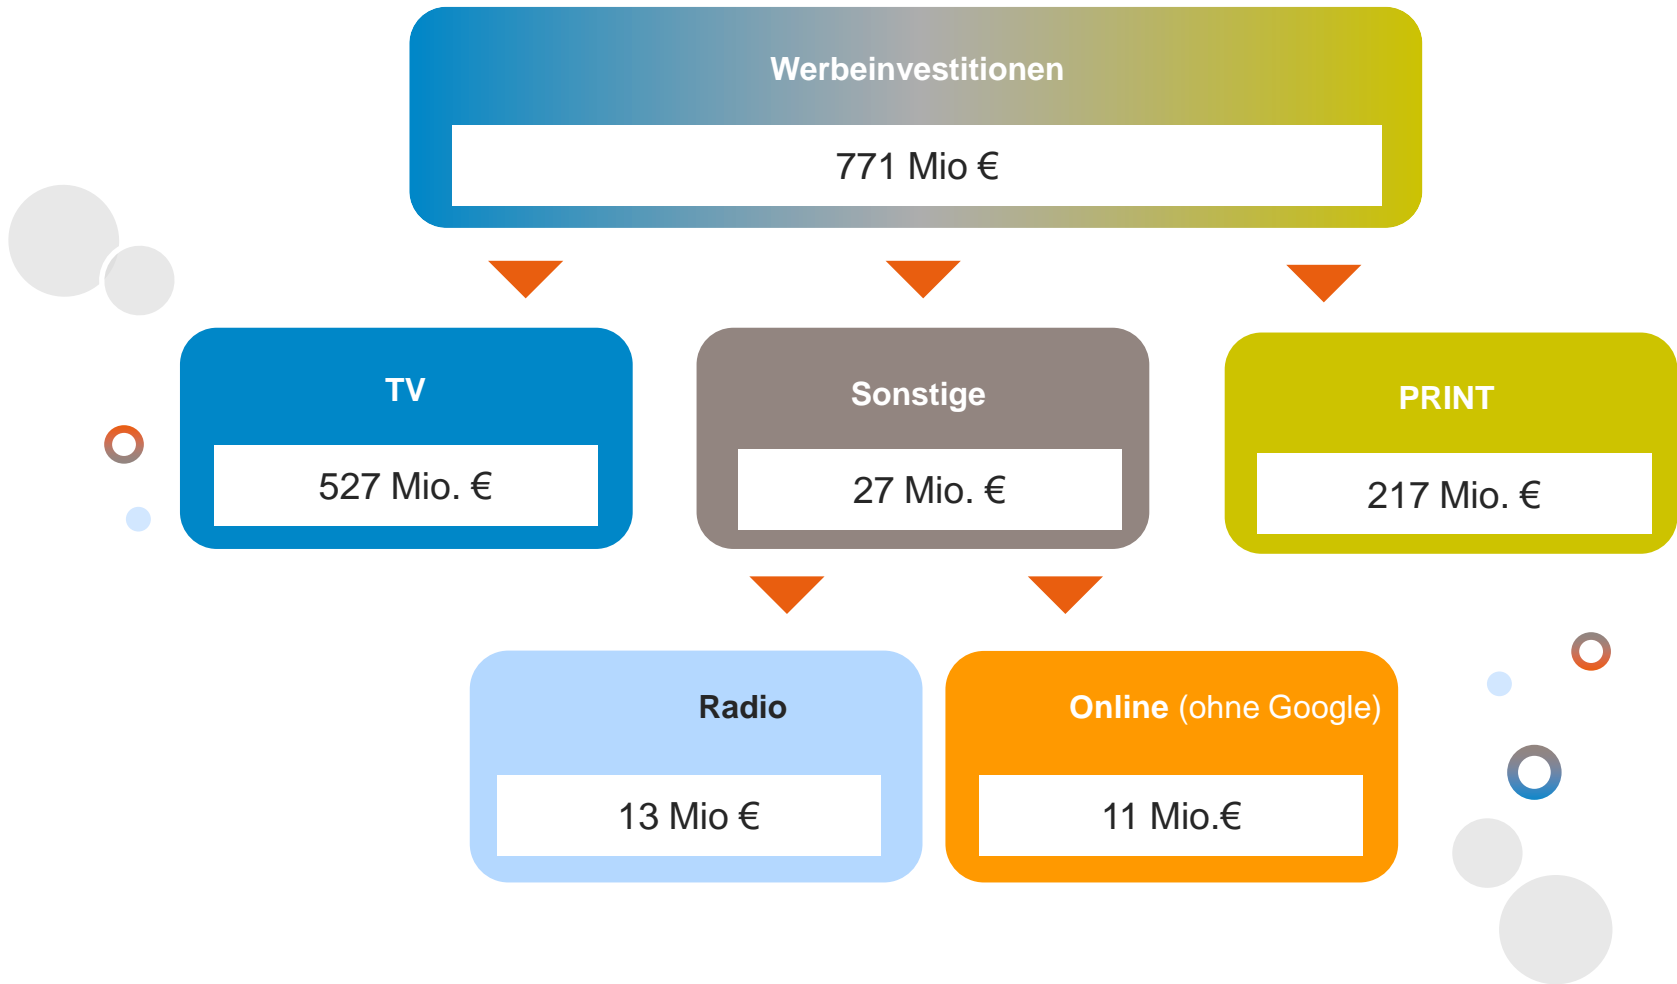 Werbeinvestitionen
771 Mio €
TV
527 Mio. €
Sonstige
27 Mio. €
PRINT
217 Mio. €
Radio
13 Mio €
Online (ohne Google)
11 Mio.€